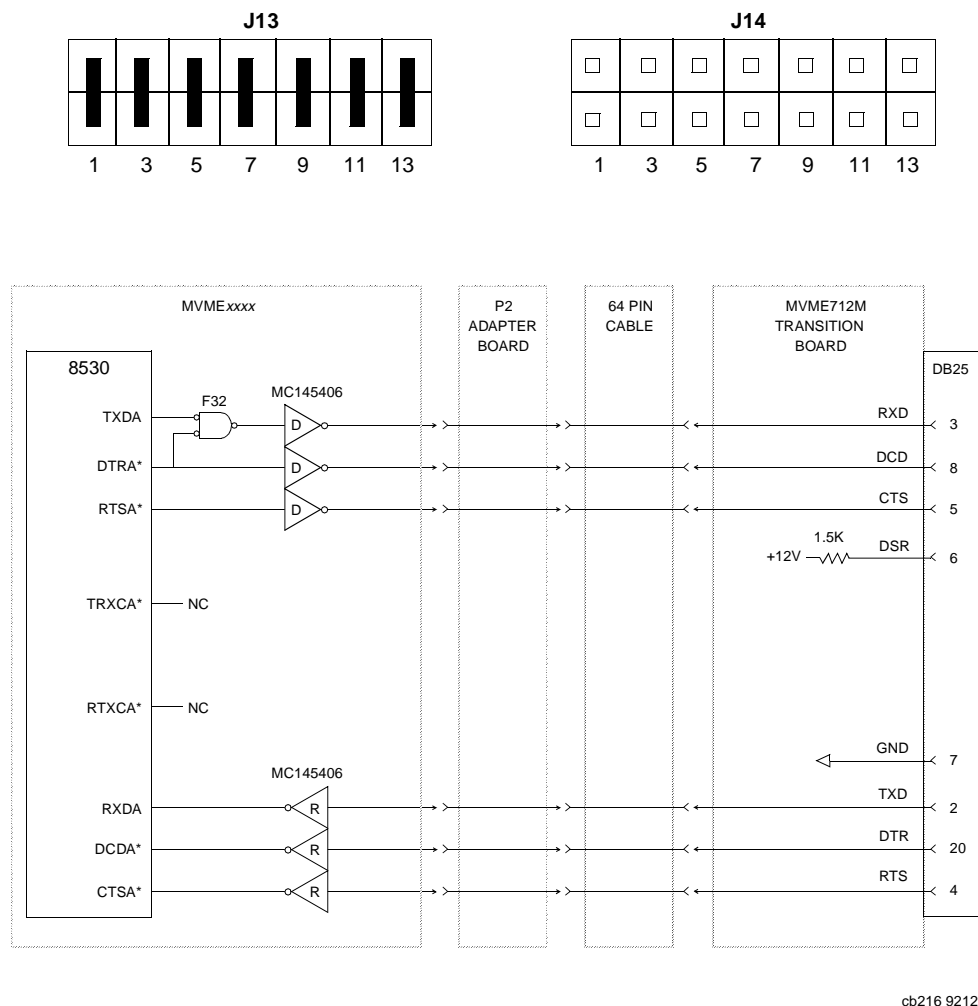 J13 J14
1 3 5 7 9 11 13 1 3 5 7 9 11 13
MVMExxxx
P2
ADAPTER
BOARD
64 PIN
CABLE
MVME712M
TRANSITION
BOARD
8530
DB25
F32
MC145406
TXDA
D
RXD
3
DTRA*
D
DCD
8
RTSA*
D
CTS
5
+12V
1.5K
DSR
6
TRXCA*
NC
RTXCA*
NC
GND
7
MC145406
RXDA
R
TXD
2
DCDA*
R
DTR
20
CTSA*
R
RTS
4
cb216 9212